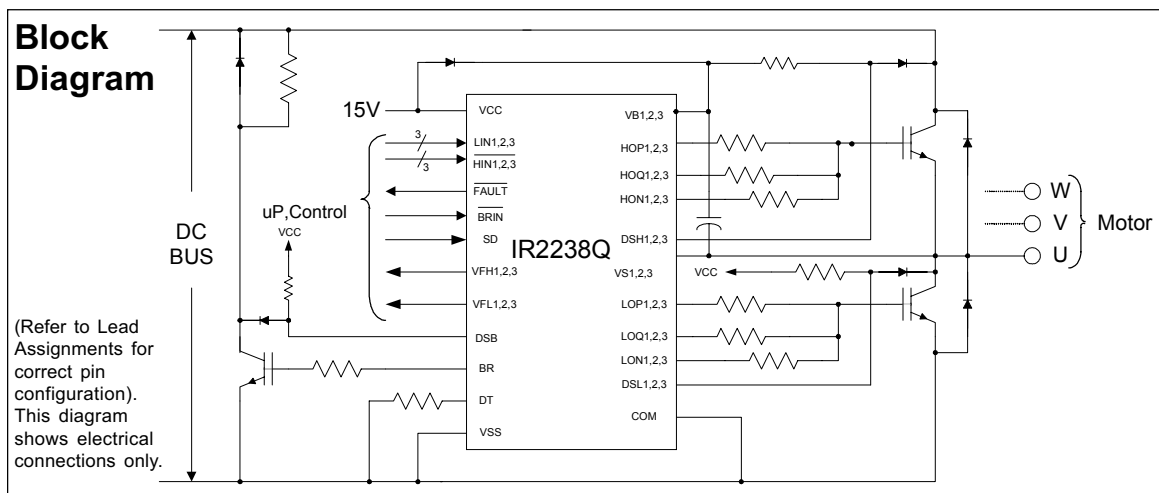 Block
Diagram
15V
VCC
LIN1,2,3
3
HIN1,2,3
3
FAULT
BRIN
SD
VFH1,2,3
VFL1,2,3
DSB
BR
DT
VSS
IR2238Q
VB1,2,3
HOP1,2,3
HOQ1,2,3
HON1,2,3
DSH1,2,3
VS1,2,3
LOP1,2,3
LOQ1,2,3
LON1,2,3
DSL1,2,3
COM
VCC
uP,Control
VCC
DC
BUS
W
V
U
Motor
(Refer to Lead
Assignments for
correct pin
configuration).
This diagram
shows electrical
connections only.